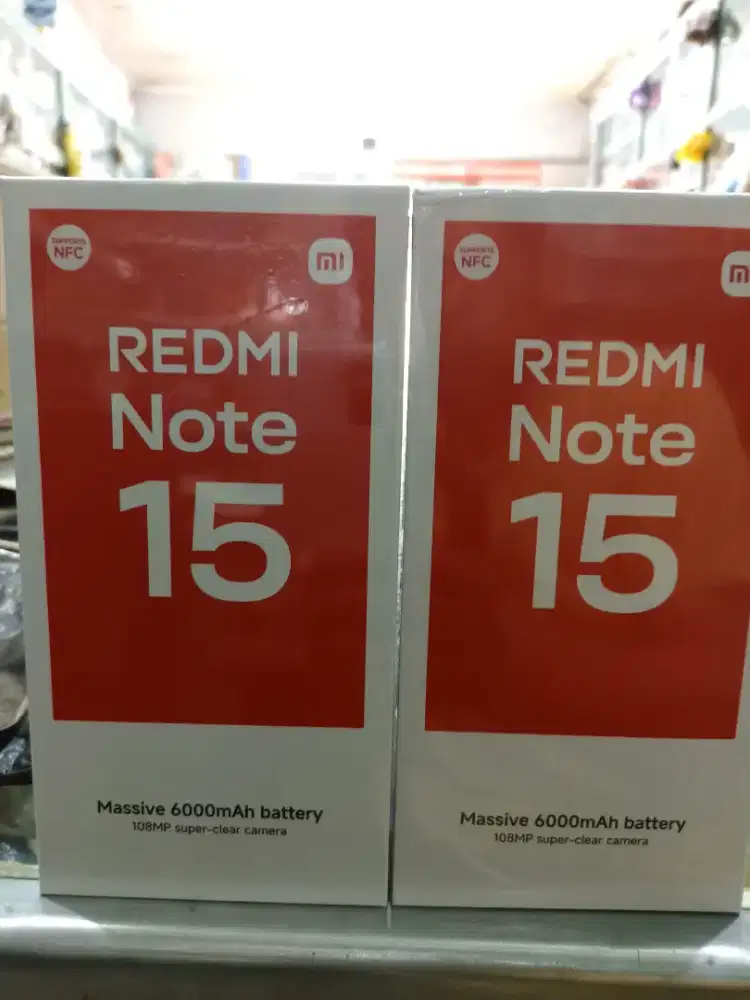 SUPPORTS
NFC
mi
REDMI
Note
15
Massive 6000mAh battery
108MP super-clear camera
SUPPORTS
NFC
m
REDMI
Note
15
Massive 6000mAh battery
108MP super-clear camera